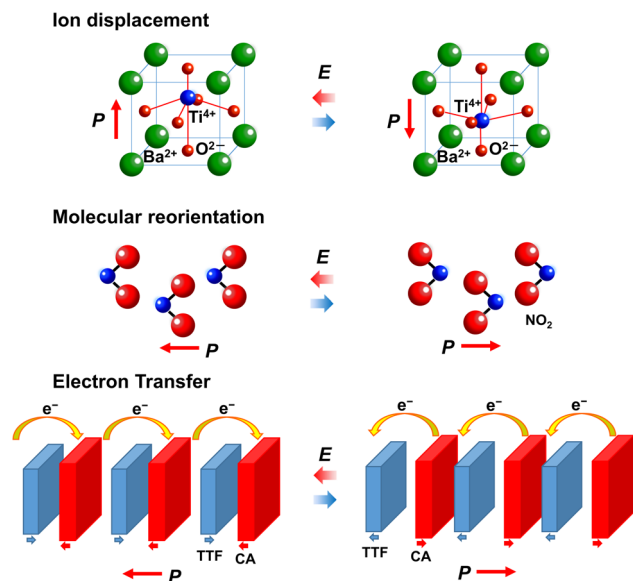 Ion displacement
E
P
Ti⁴⁺
Ba²⁺ O²⁻
P
Ti⁴⁺
Ba²⁺ O²⁻
Molecular reorientation
E
P
P
NO₂
Electron Transfer
e⁻ e⁻ e⁻
e⁻ e⁻ e⁻
E
TTF CA
P
TTF CA
P